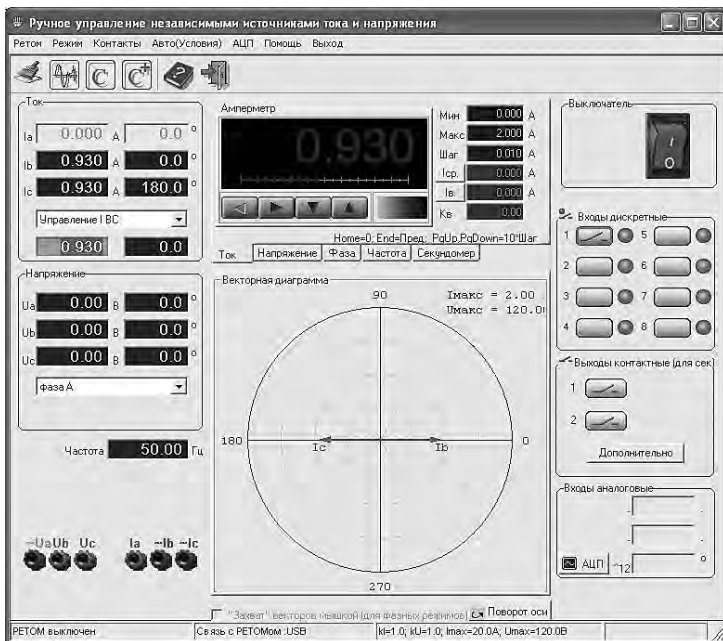 Ручное управление независимыми источниками тока и напряжения
Ретом Режим Контакты Авто(Условия) АЦП Помощь Выход
Ток
Ia 0.000 А 0.0 °
Ib 0.930 А 0.0 °
Ic 0.930 А 180.0 °
Управление I BC
0.930 0.0
Напряжение
Ua 0.00 В 0.0 °
Ub 0.00 В 0.0 °
Uc 0.00 В 0.0 °
фаза А
Частота 50.00 Гц
~Ua Ub Uc Ia ~Ib ~Ic
Амперметр
0.930
Мин 0.000 А
Макс 2.000 А
Шаг 0.010 А
Iср. 0.000 А
Iв 0.000 А
Кв 0.00
Home=0; End=Пред; PgUp,PgDown=10*Шаг
Ток Напряжение Фаза Частота Секундомер
Векторная диаграмма
90 Iмакс = 2.00
Uмакс = 120.0
180 Ic Ib 0
270
"Захват" векторов мышкой (для фазных режимов) Поворот оси
Выключатель
I
O
Входы дискретные
1 5
2 6
3 7
4 8
Выходы контактные (для сек
1
2
Дополнительно
Входы аналоговые
АЦП ^12 °
РЕТОМ выключен Связь с РЕТОМом :USB kI=1.0; kU=1.0; Imax=20.0A; Umax=120.0В